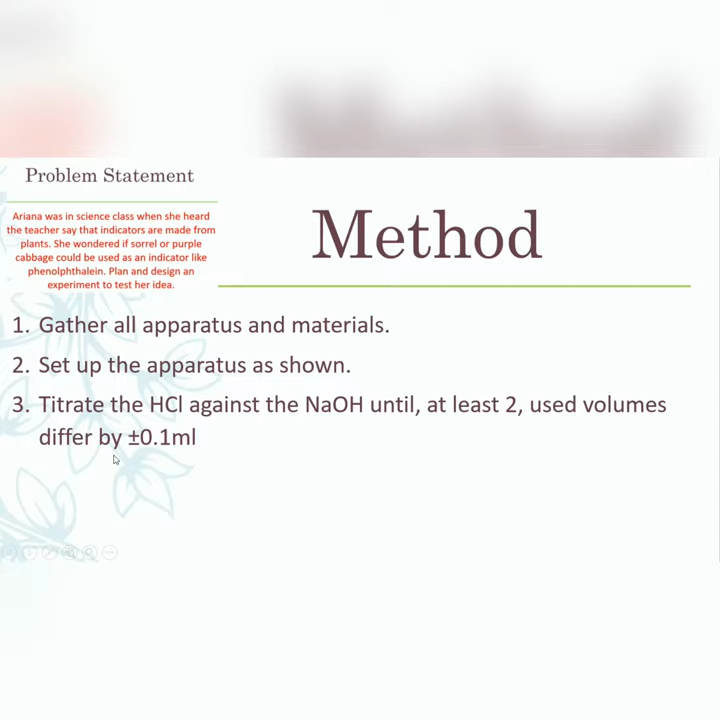 Problem Statement
Ariana was in science class when she heard
the teacher say that indicators are made from
plants. She wondered if sorrel or purple
cabbage could be used as an indicator like
phenolphthalein. Plan and design an
experiment to test her idea.
Method
1. Gather all apparatus and materials.
2. Set up the apparatus as shown.
3. Titrate the HCl against the NaOH until, at least 2, used volumes
differ by ±0.1ml